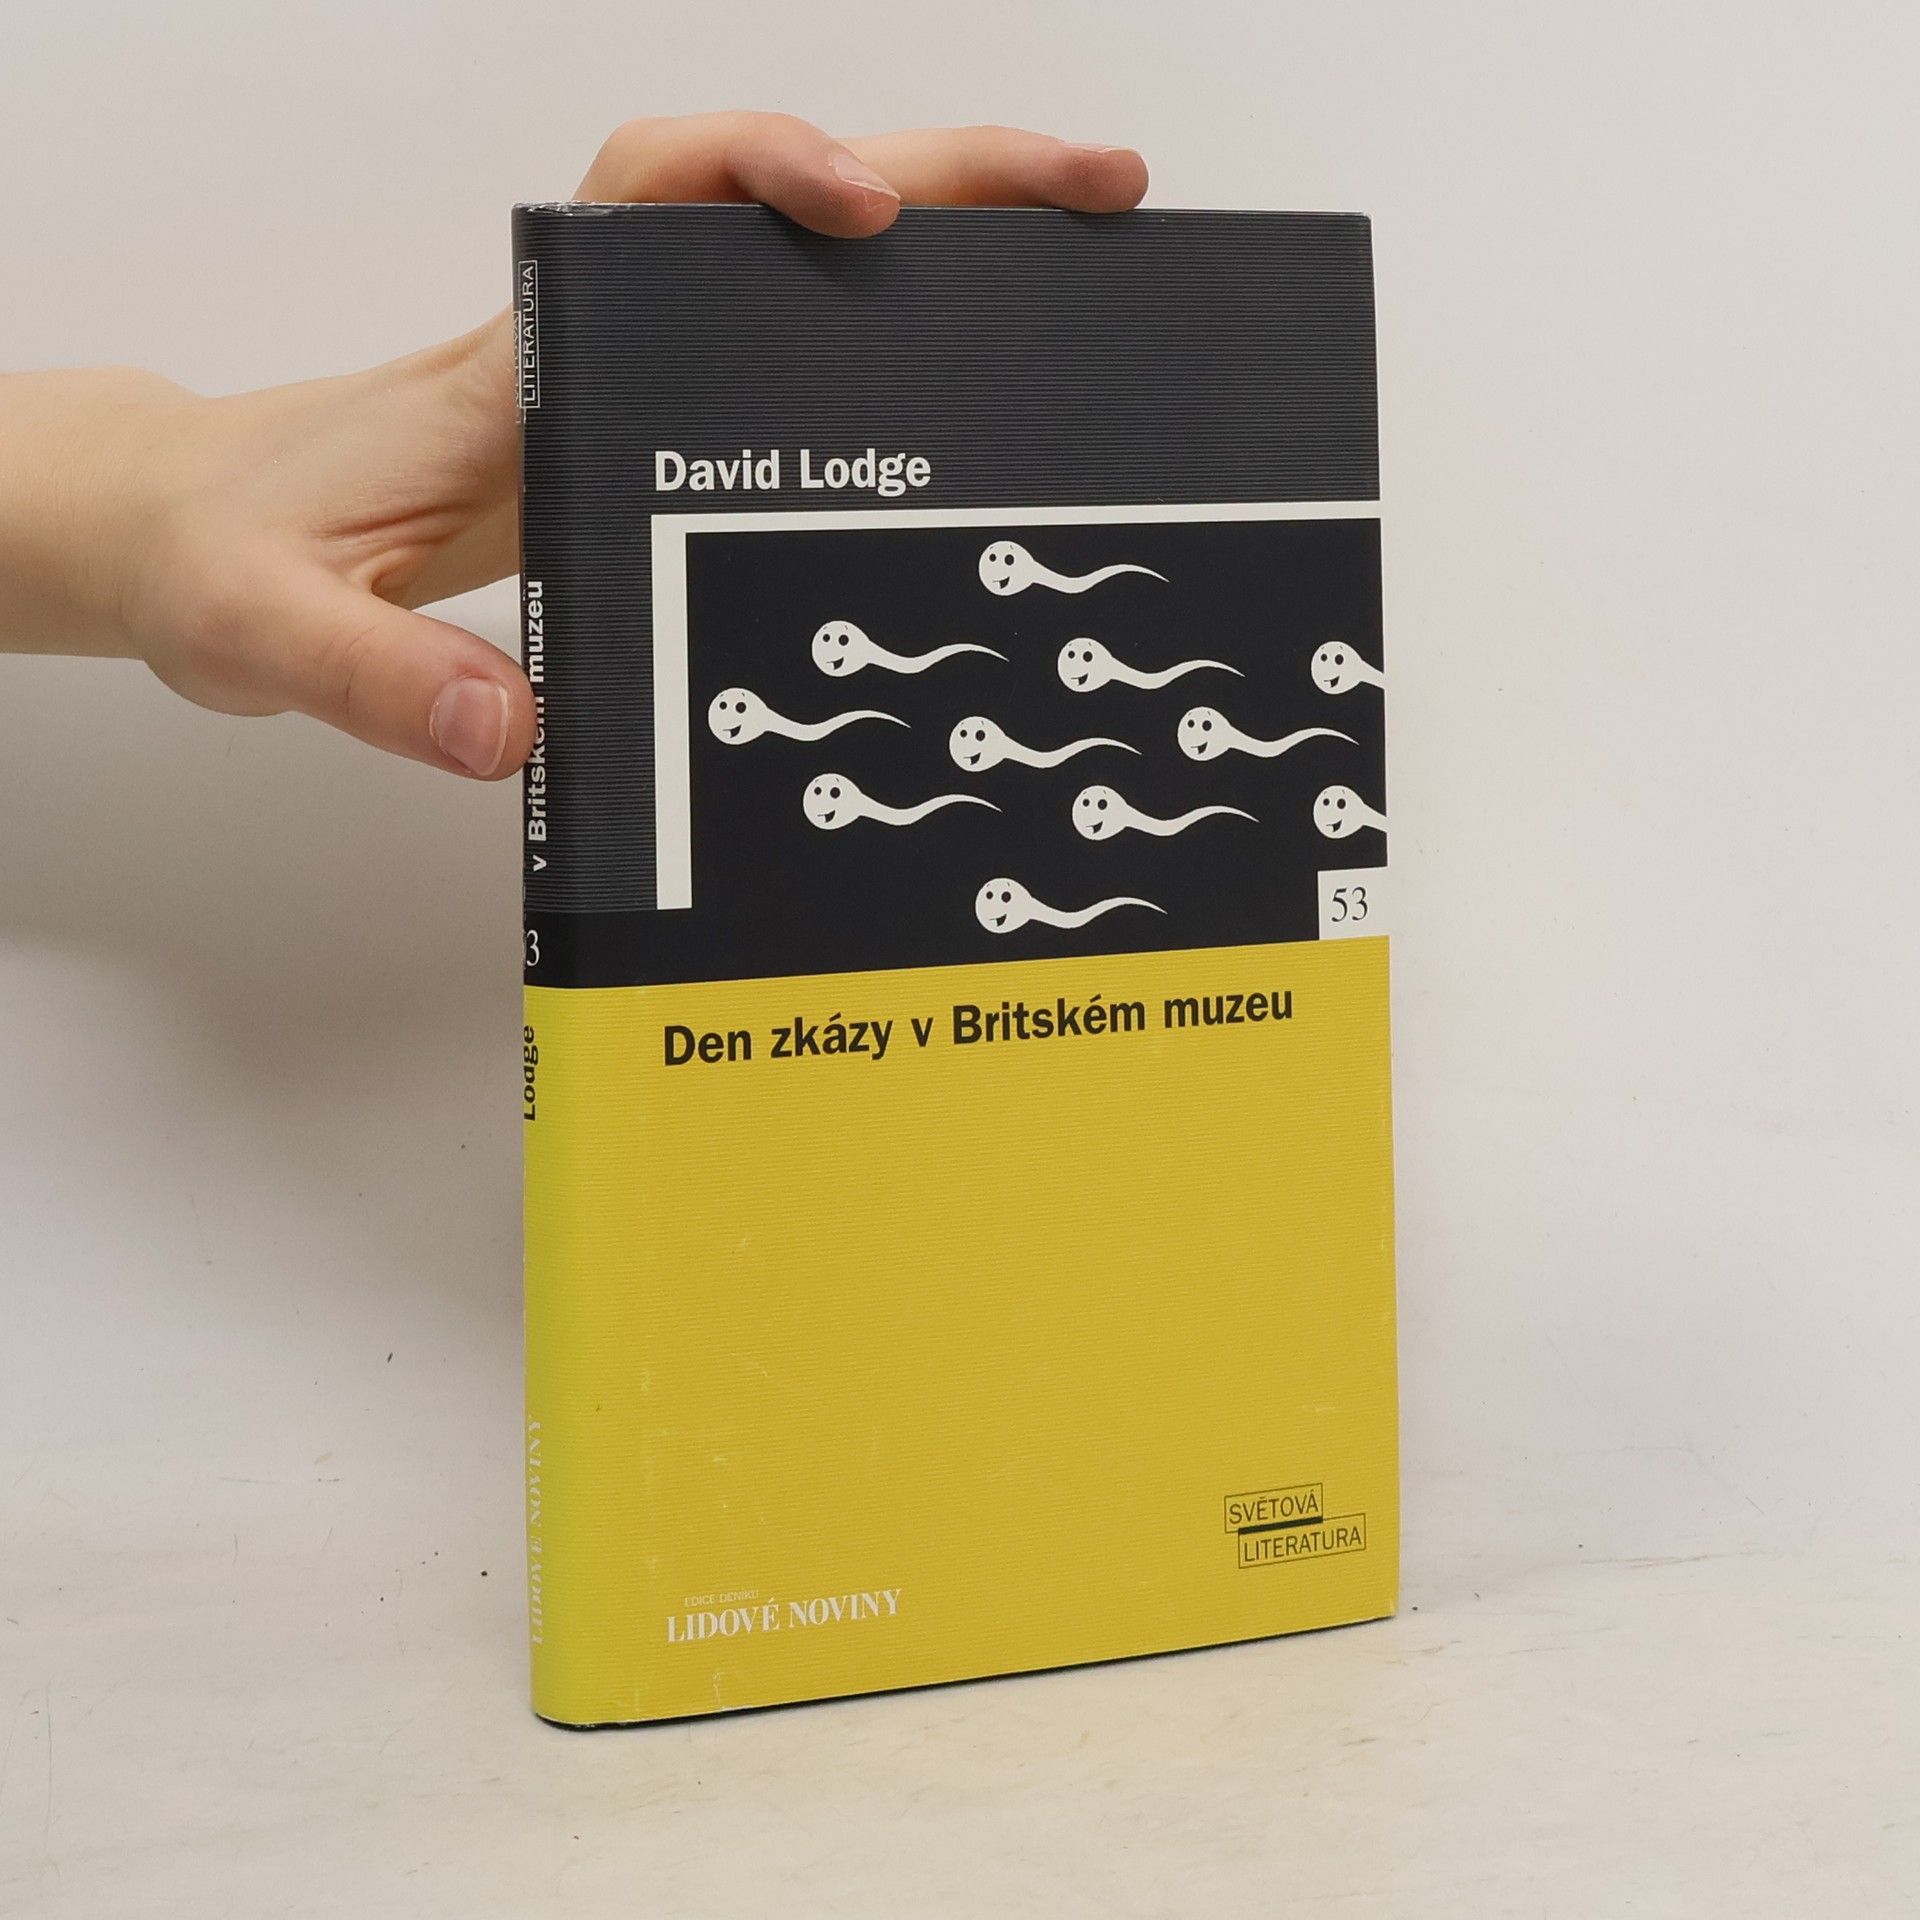 David Lodge
53
Den zkázy v Britském muzeu
SVĚTOVÁ
LITERATURA
EDICE DENÍKU
LIDOVÉ NOVINY
LITERATURA
v Britském muzeu
3
Lodge
LIDOVÉ NOVINY